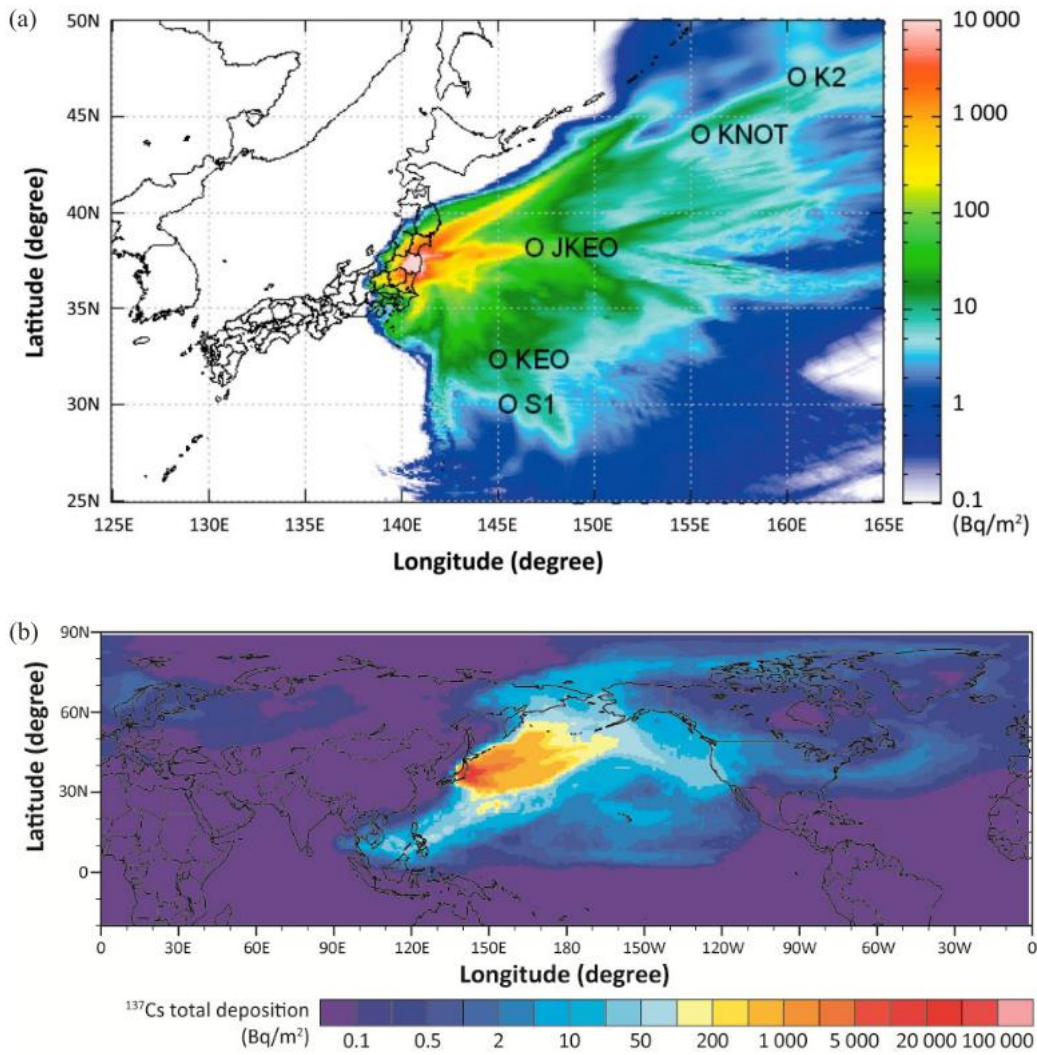 (a)
50N
45N
40N
35N
30N
25N
Latitude (degree)
125E 130E 135E 140E 145E 150E 155E 160E 165E
Longitude (degree)
O K2
O KNOT
O JKEO
O KEO
O S1
10 000
1 000
100
10
1
0.1
(Bq/m²)
(b)
90N
60N
30N
0
Latitude (degree)
0 30E 60E 90E 120E 150E 180 150W 120W 90W 60W 30W 0
Longitude (degree)
¹³⁷Cs total deposition
(Bq/m²)
0.1 0.5 2 10 50 200 1 000 5 000 20 000 100 000